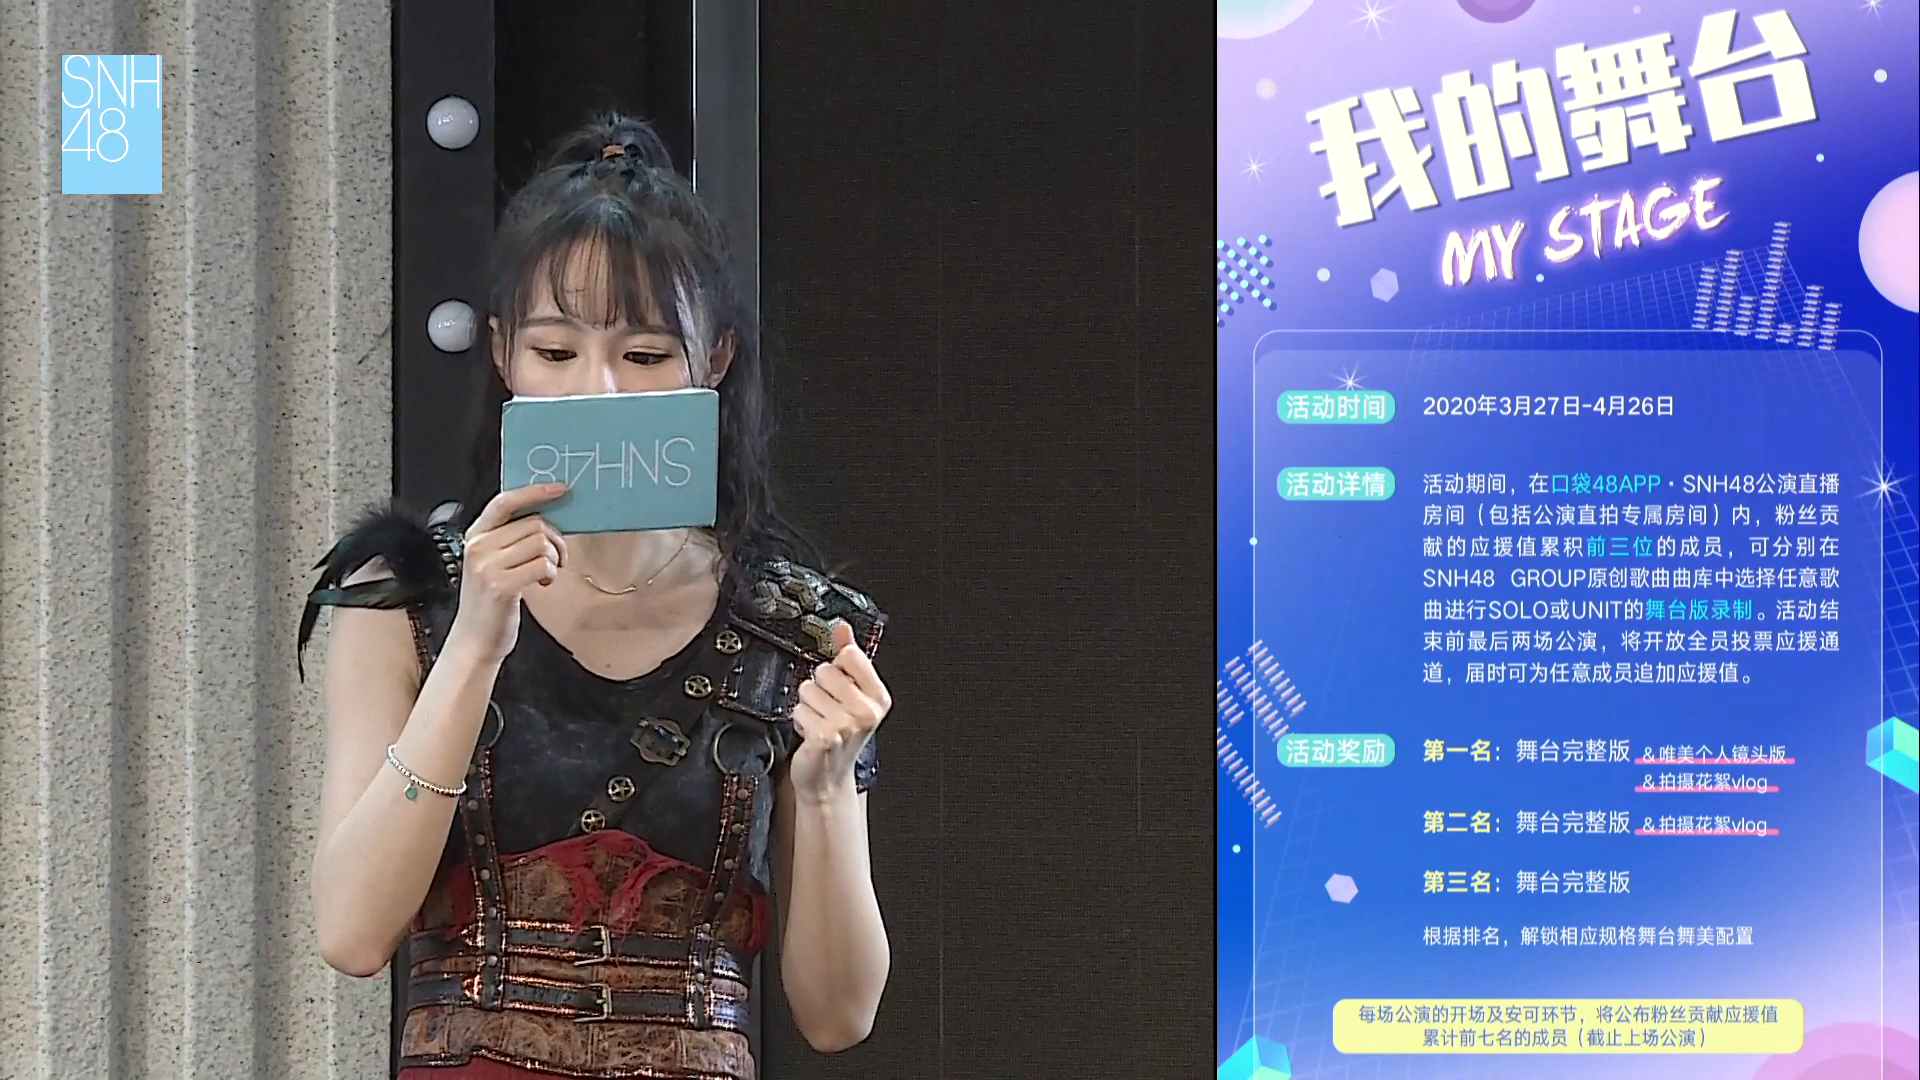 SNH
48
SNH48
我的舞台
MY STAGE
活动时间
2020年3月27日-4月26日
活动详情
活动期间，在口袋48APP·SNH48公演直播
房间（包括公演直拍专属房间）内，粉丝贡
献的应援值累积前三位的成员，可分别在
SNH48 GROUP原创歌曲曲库中选择任意歌
曲进行SOLO或UNIT的舞台版录制。活动结
束前最后两场公演，将开放全员投票应援通
道，届时可为任意成员追加应援值。
活动奖励
第一名：舞台完整版 &唯美个人镜头版
&拍摄花絮vlog
第二名：舞台完整版 &拍摄花絮vlog
第三名：舞台完整版
根据排名，解锁相应规格舞台舞美配置
每场公演的开场及安可环节，将公布粉丝贡献应援值
累计前七名的成员（截止上场公演）